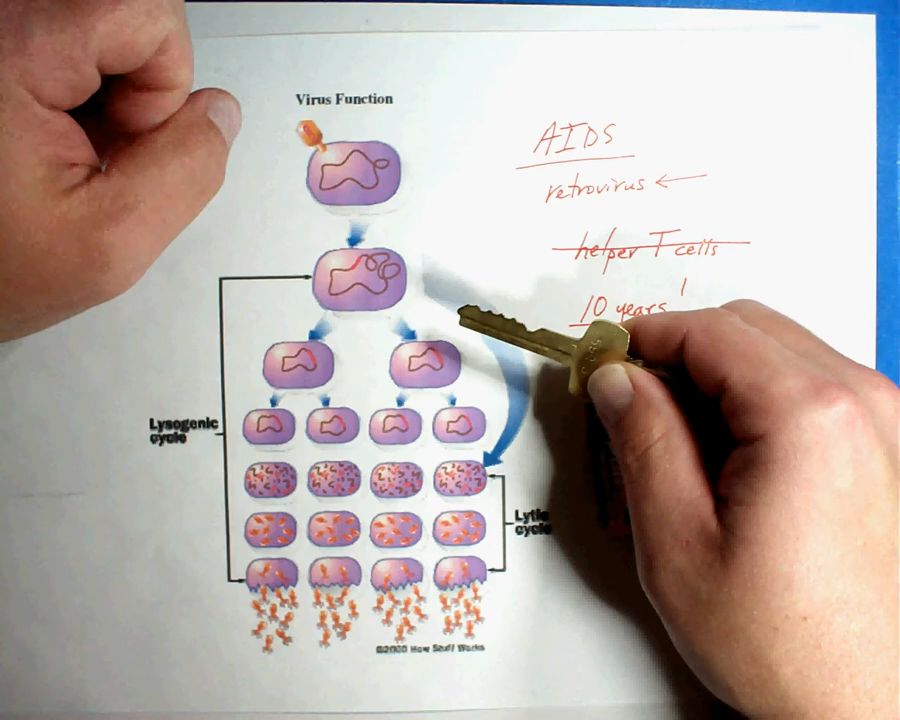 Virus Function
AIDS
retrovirus
helper T cells
10 years
Lysogenic
cycle
Lytic
cycle
©2000 How Stuff Works